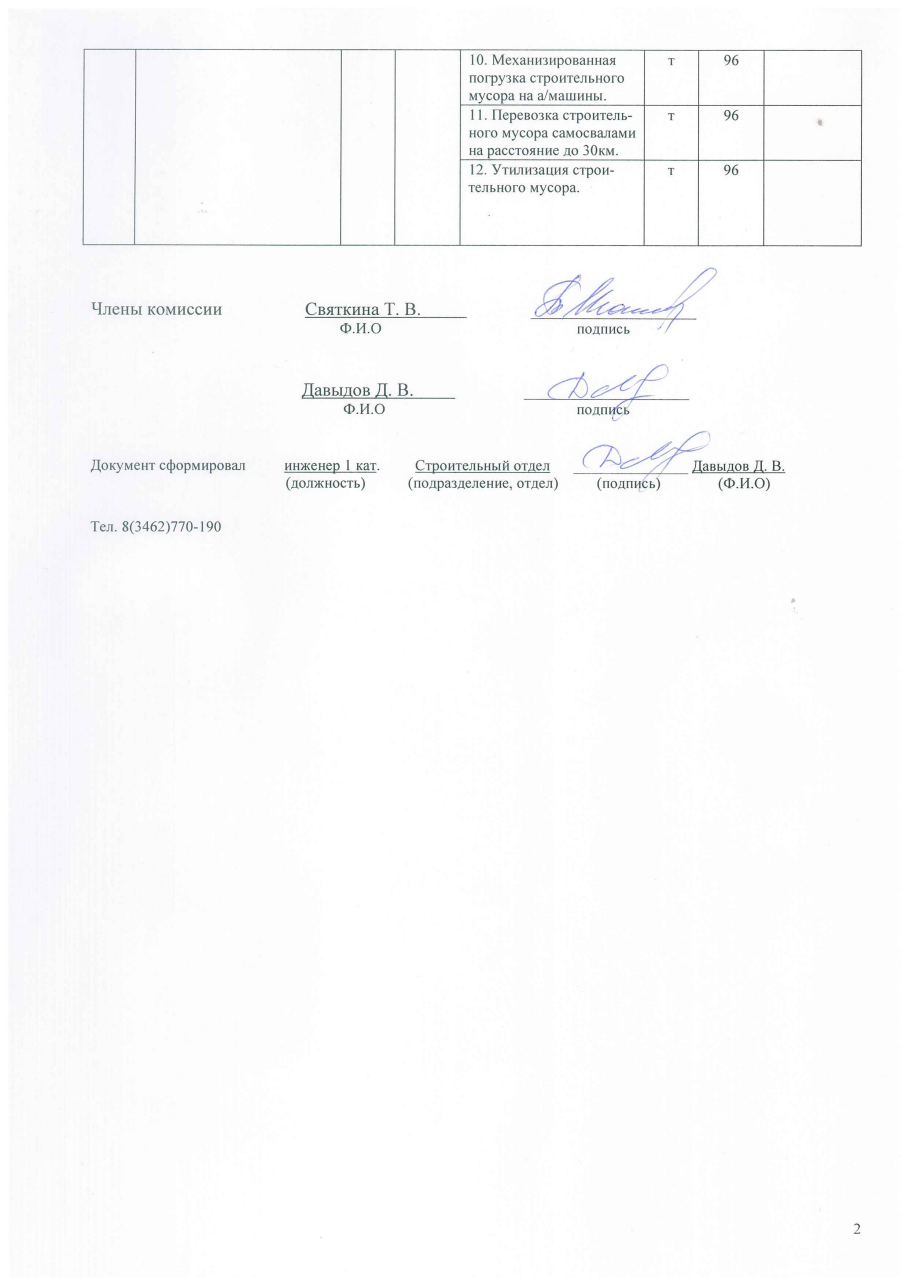 10. Механизированная т 96
погрузка строительного
мусора на а/машины.
11. Перевозка строитель- т 96
ного мусора самосвалами
на расстояние до 30км.
12. Утилизация строи- т 96
тельного мусора.
Члены комиссии Святкина Т. В.
Ф.И.О подпись
Давыдов Д. В.
Ф.И.О подпись
Документ сформировал инженер 1 кат. Строительный отдел Давыдов Д. В.
(должность) (подразделение, отдел) (подпись) (Ф.И.О)
Тел. 8(3462)770-190
2